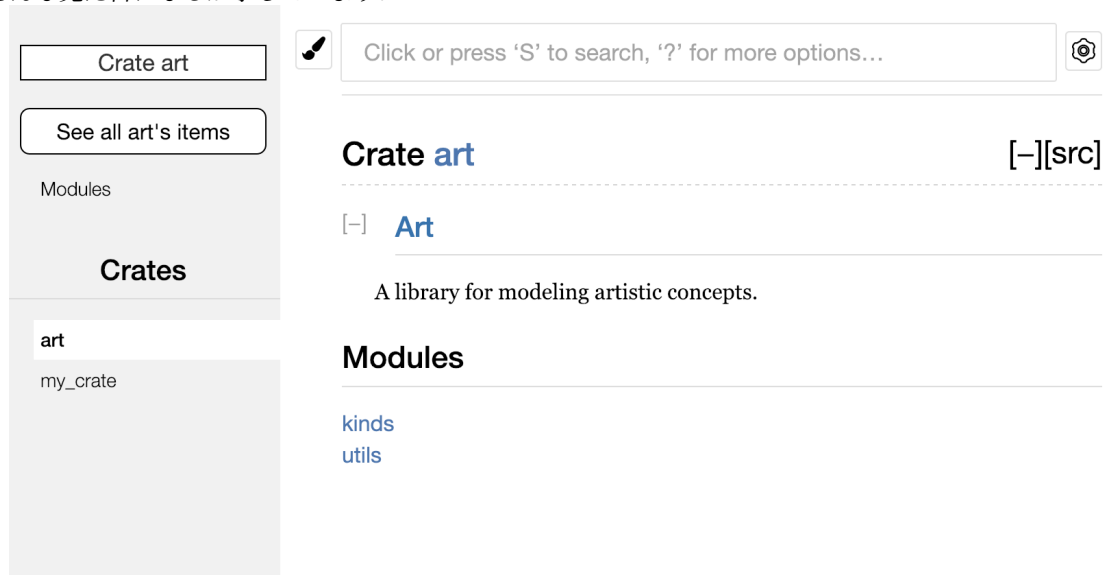 Crate art
See all art's items
Modules
Crates
art
my_crate
Click or press ‘S’ to search, ‘?’ for more options…
Crate art
[−][src]
[−] Art
A library for modeling artistic concepts.
Modules
kinds
utils